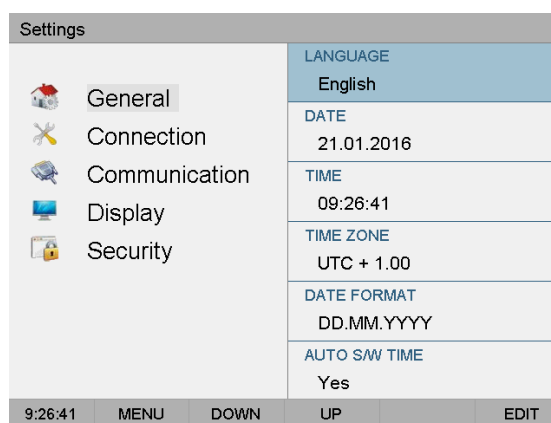 Settings
General
Connection
Communication
Display
Security
LANGUAGE
English
DATE
21.01.2016
TIME
09:26:41
TIME ZONE
UTC + 1.00
DATE FORMAT
DD.MM.YYYY
AUTO S/W TIME
Yes
9:26:41 MENU DOWN UP EDIT